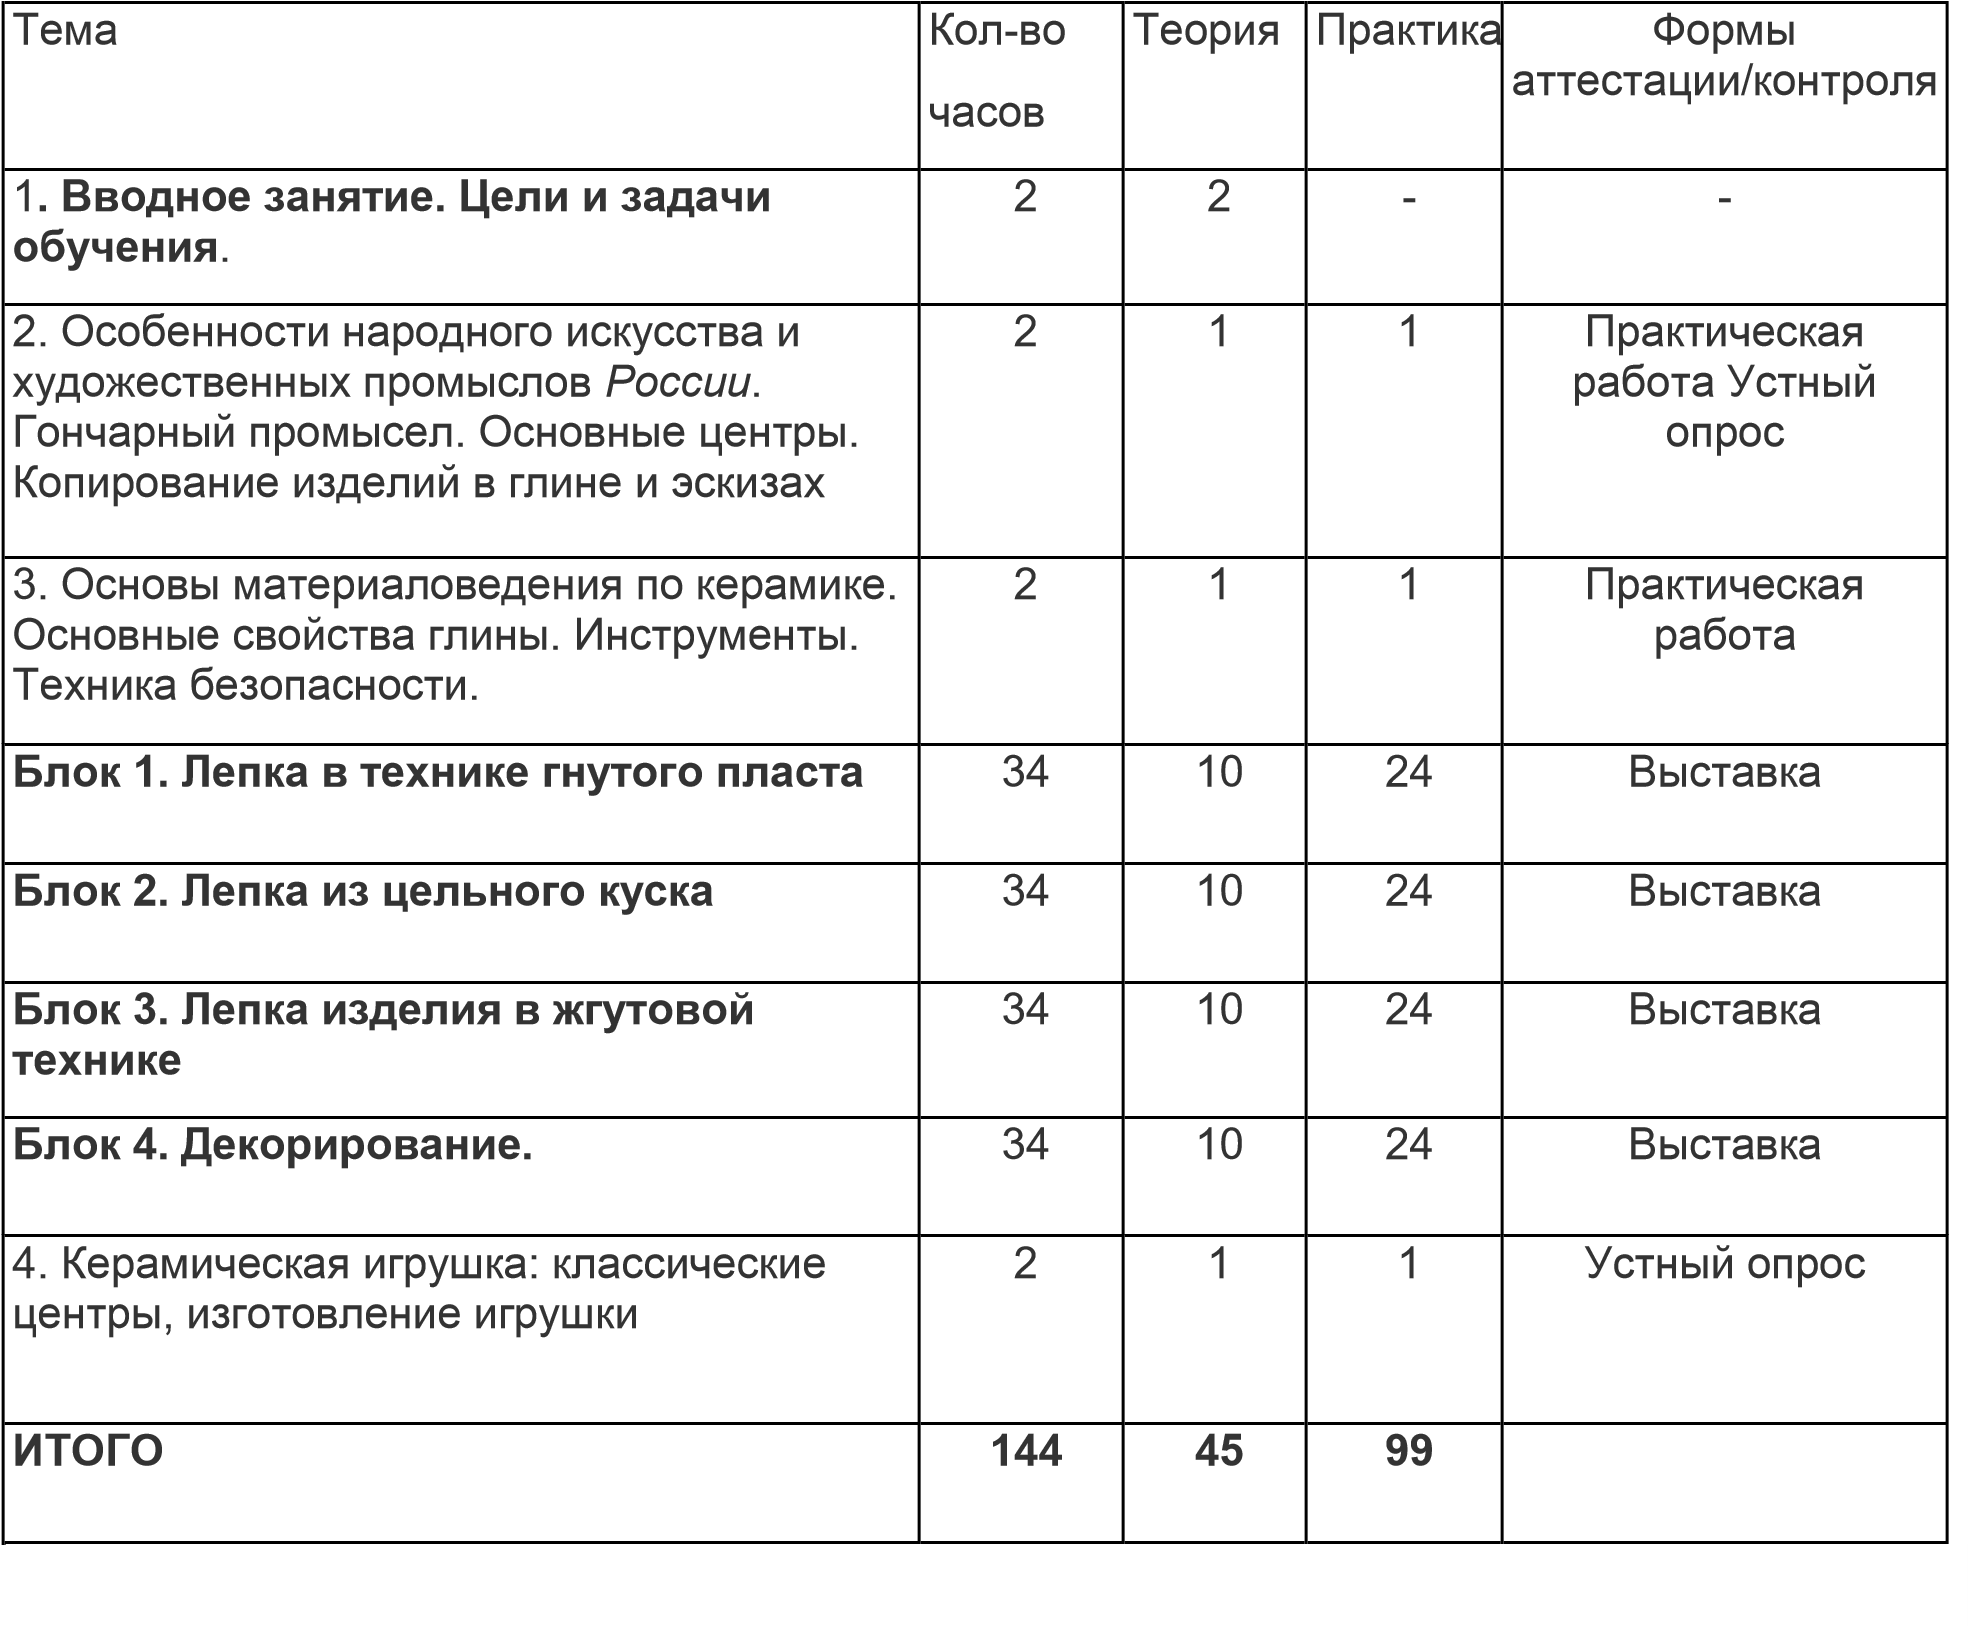 Тема
Кол-во
часов
Теория
Практика
Формы
аттестации/контроля
1. Вводное занятие. Цели и задачи
обучения.
2
2
-
-
2. Особенности народного искусства и
художественных промыслов России.
Гончарный промысел. Основные центры.
Копирование изделий в глине и эскизах
2
1
1
Практическая
работа Устный
опрос
3. Основы материаловедения по керамике.
Основные свойства глины. Инструменты.
Техника безопасности.
2
1
1
Практическая
работа
Блок 1. Лепка в технике гнутого пласта
34
10
24
Выставка
Блок 2. Лепка из цельного куска
34
10
24
Выставка
Блок 3. Лепка изделия в жгутовой
технике
34
10
24
Выставка
Блок 4. Декорирование.
34
10
24
Выставка
4. Керамическая игрушка: классические
центры, изготовление игрушки
2
1
1
Устный опрос
ИТОГО
144
45
99